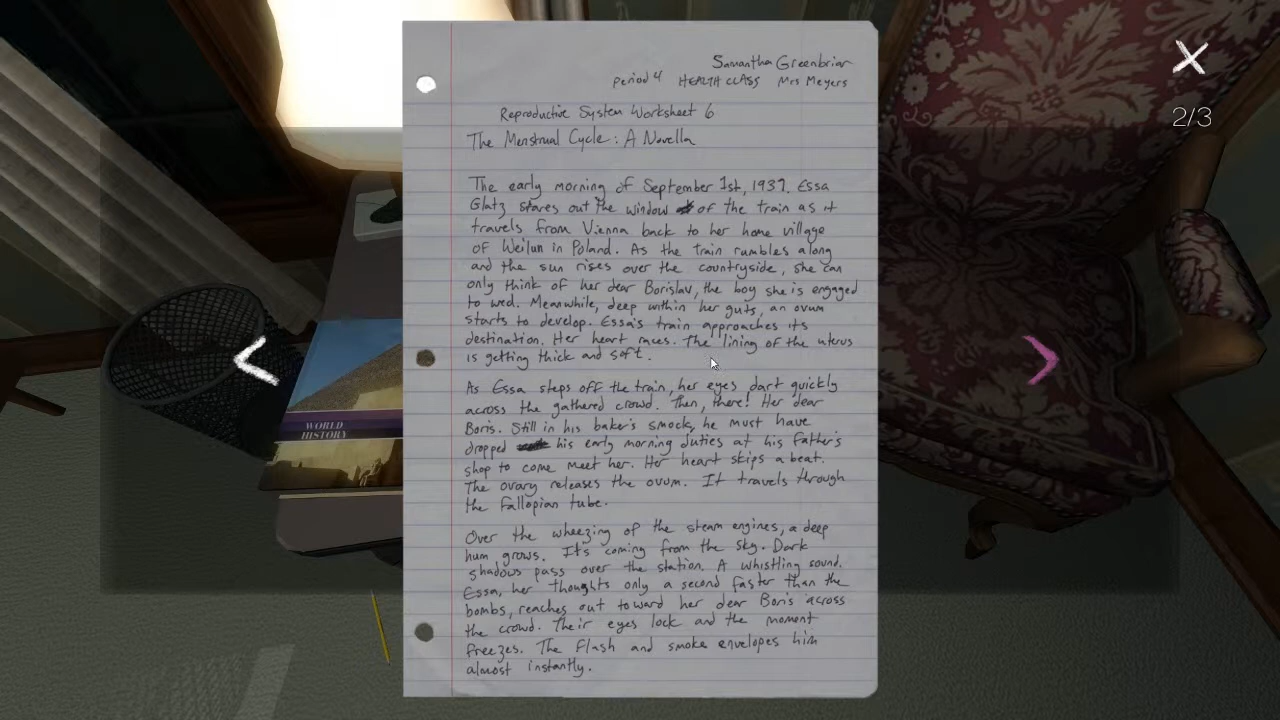 Samantha Greenbriar
period 4 HEALTH CLASS Mrs Meyers
2/3
Reproductive System Worksheet 6
The Menstrual Cycle: A Novella
The early morning of September 1st, 1939. Essa
Glatz stares out the window of the train as it
travels from Vienna back to her home village
of Weilun in Poland. As the train rumbles along
and the sun rises over the countryside, she can
only think of her dear Borislav, the boy she is engaged
to wed. Meanwhile, deep within her guts, an ovum
starts to develop. Essa's train approaches its
destination. Her heart races. The lining of the uterus
is getting thick and soft.
As Essa steps off the train, her eyes dart quickly
across the gathered crowd. Then, there! Her dear
Boris. Still in his baker's smock, he must have
dropped his early morning duties at his father's
shop to come meet her. Her heart skips a beat.
The ovary releases the ovum. It travels through
the fallopian tube.
Over the wheezing of the steam engines, a deep
hum grows. It's coming from the sky. Dark
shadows pass over the station. A whistling sound.
Essa, her thoughts only a second faster than the
bombs, reaches out toward her dear Boris across
the crowd. Their eyes lock and the moment
freezes. The flash and smoke envelopes him
almost instantly.
WORLD
HISTORY